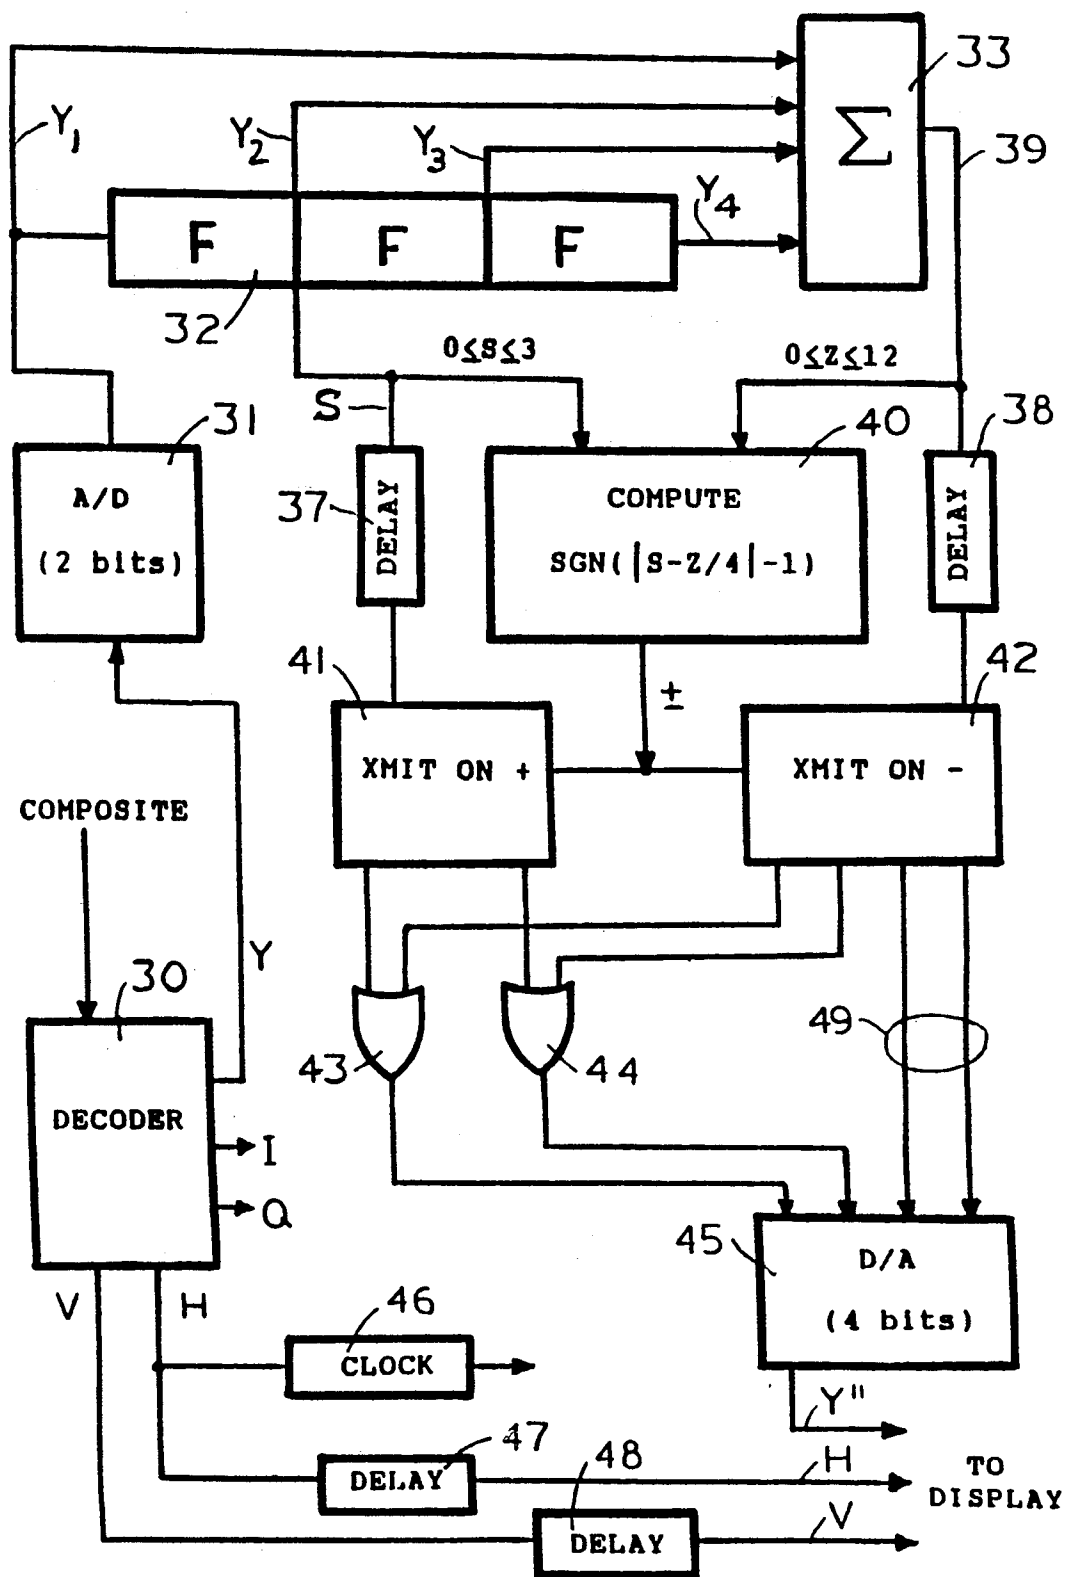 33
Σ
39
Y1
Y2
Y3
Y4
F
F
F
32
0≤S≤3
0≤Z≤12
S
31
A/D
(2 bits)
37
DELAY
40
COMPUTE
SGN(|S-Z/4|-1)
38
DELAY
±
41
XMIT ON +
42
XMIT ON -
COMPOSITE
Y
30
DECODER
I
Q
43
44
49
45
D/A
(4 bits)
V
H
46
CLOCK
Y"
47
DELAY
H
48
DELAY
V
TO
DISPLAY